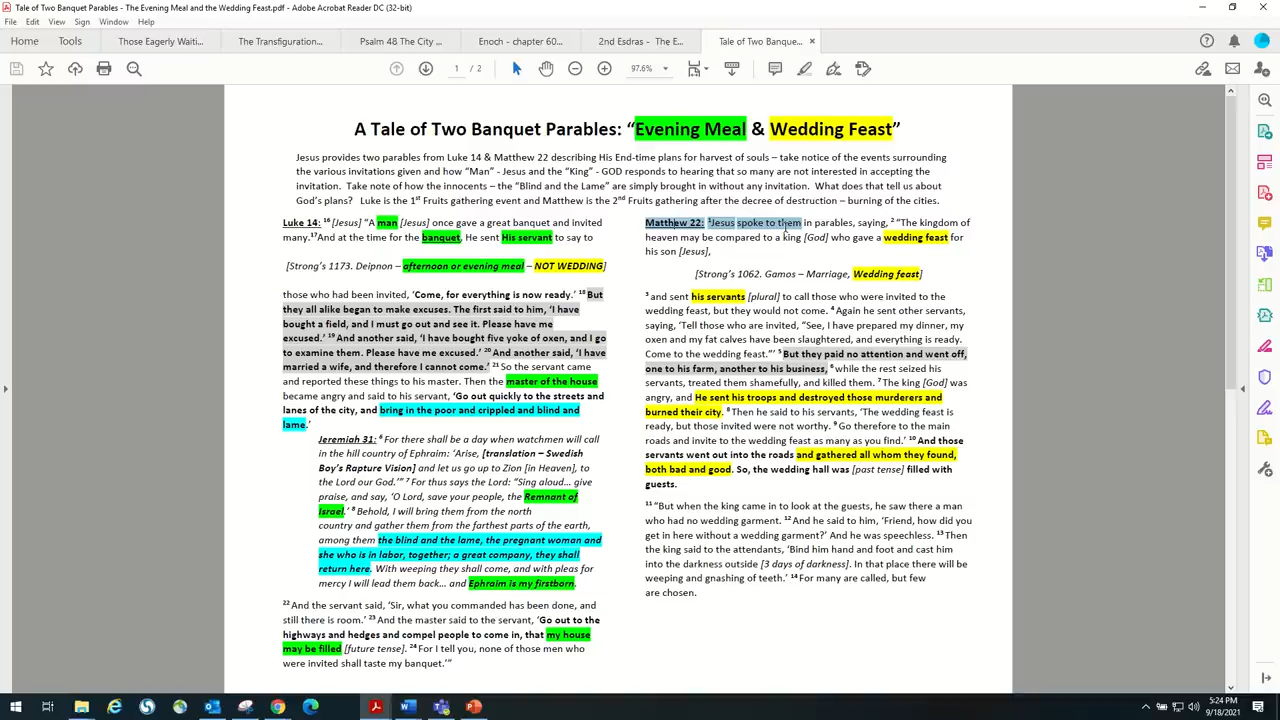 Tale of Two Banquet Parables - The Evening Meal and the Wedding Feast.pdf - Adobe Acrobat Reader DC (32-bit)
File Edit View Sign Window Help
Home Tools Those Eagerly Waiti... The Transfiguration... Psalm 48 The City ... Enoch - chapter 60... 2nd Esdras - The E... Tale of Two Banque... ×
1 / 2 97.6%
A Tale of Two Banquet Parables: “Evening Meal & Wedding Feast”
Jesus provides two parables from Luke 14 & Matthew 22 describing His End-time plans for harvest of souls – take notice of the events surrounding
the various invitations given and how “Man” - Jesus and the “King” - GOD responds to hearing that so many are not interested in accepting the
invitation. Take note of how the innocents – the “Blind and the Lame” are simply brought in without any invitation. What does that tell us about
God’s plans? Luke is the 1st Fruits gathering event and Matthew is the 2nd Fruits gathering after the decree of destruction – burning of the cities.
Luke 14: 16 [Jesus] “A man [Jesus] once gave a great banquet and invited
many.17And at the time for the banquet, He sent His servant to say to
[Strong’s 1173. Deipnon – afternoon or evening meal – NOT WEDDING]
those who had been invited, ‘Come, for everything is now ready.’ 18 But
they all alike began to make excuses. The first said to him, ‘I have
bought a field, and I must go out and see it. Please have me
excused.’ 19 And another said, ‘I have bought five yoke of oxen, and I go
to examine them. Please have me excused.’ 20 And another said, ‘I have
married a wife, and therefore I cannot come.’ 21 So the servant came
and reported these things to his master. Then the master of the house
became angry and said to his servant, ‘Go out quickly to the streets and
lanes of the city, and bring in the poor and crippled and blind and
lame.’
Jeremiah 31: 6 For there shall be a day when watchmen will call
in the hill country of Ephraim: ‘Arise, [translation – Swedish
Boy’s Rapture Vision] and let us go up to Zion [in Heaven], to
the Lord our God.’” 7 For thus says the Lord: “Sing aloud... give
praise, and say, ‘O Lord, save your people, the Remnant of
Israel.’ 8 Behold, I will bring them from the north
country and gather them from the farthest parts of the earth,
among them the blind and the lame, the pregnant woman and
she who is in labor, together; a great company, they shall
return here. With weeping they shall come, and with pleas for
mercy I will lead them back... and Ephraim is my firstborn.
22 And the servant said, ‘Sir, what you commanded has been done, and
still there is room.’ 23 And the master said to the servant, ‘Go out to the
highways and hedges and compel people to come in, that my house
may be filled [future tense]. 24 For I tell you, none of those men who
were invited shall taste my banquet.’”
Matthew 22: 1Jesus spoke to them in parables, saying, 2 “The kingdom of
heaven may be compared to a king [God] who gave a wedding feast for
his son [Jesus],
[Strong’s 1062. Gamos – Marriage, Wedding feast]
3 and sent his servants [plural] to call those who were invited to the
wedding feast, but they would not come. 4 Again he sent other servants,
saying, ‘Tell those who are invited, “See, I have prepared my dinner, my
oxen and my fat calves have been slaughtered, and everything is ready.
Come to the wedding feast.”’ 5 But they paid no attention and went off,
one to his farm, another to his business, 6 while the rest seized his
servants, treated them shamefully, and killed them. 7 The king [God] was
angry, and He sent his troops and destroyed those murderers and
burned their city. 8 Then he said to his servants, ‘The wedding feast is
ready, but those invited were not worthy. 9 Go therefore to the main
roads and invite to the wedding feast as many as you find.’ 10 And those
servants went out into the roads and gathered all whom they found,
both bad and good. So, the wedding hall was [past tense] filled with
guests.
11 “But when the king came in to look at the guests, he saw there a man
who had no wedding garment. 12 And he said to him, ‘Friend, how did you
get in here without a wedding garment?’ And he was speechless. 13 Then
the king said to the attendants, ‘Bind him hand and foot and cast him
into the darkness outside [3 days of darkness]. In that place there will be
weeping and gnashing of teeth.’ 14 For many are called, but few
are chosen.
5:24 PM
9/18/2021